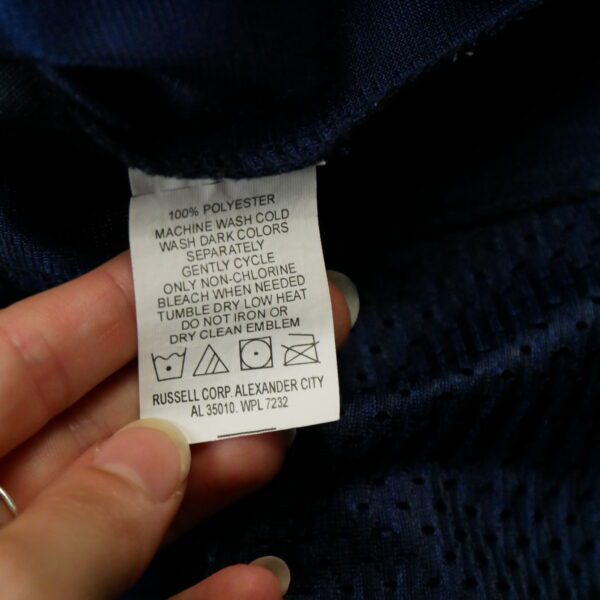 100% POLYESTER
MACHINE WASH COLD
WASH DARK COLORS
SEPARATELY
GENTLY CYCLE
ONLY NON-CHLORINE
BLEACH WHEN NEEDED
TUMBLE DRY LOW HEAT
DO NOT IRON OR
DRY CLEAN EMBLEM
RUSSELL CORP. ALEXANDER CITY
AL 35010. WPL 7232